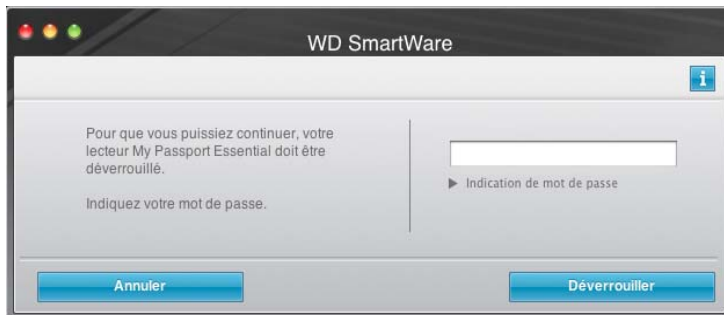 WD SmartWare
i
Pour que vous puissiez continuer, votre
lecteur My Passport Essential doit être
déverrouillé.
Indiquez votre mot de passe.
Indication de mot de passe
Annuler
Déverrouiller